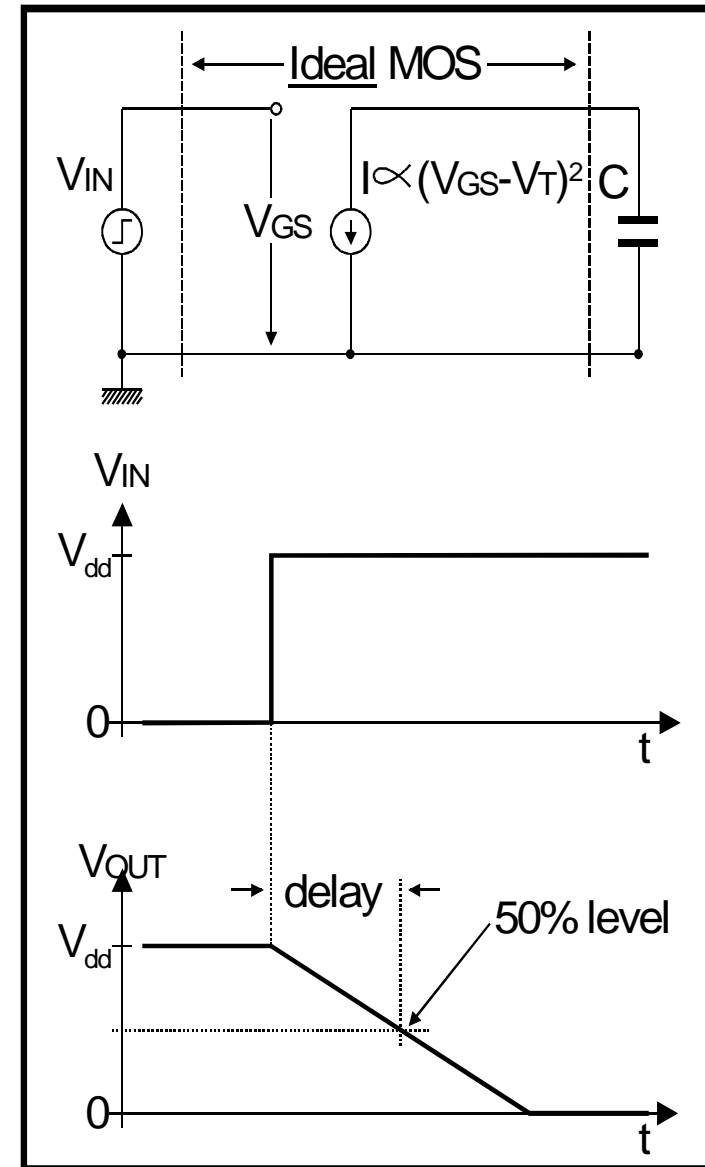 Ideal MOS
VIN
VGS
I∝(VGS-VT)² C
VIN
Vdd
0
t
VOUT
delay
50% level
Vdd
0
t